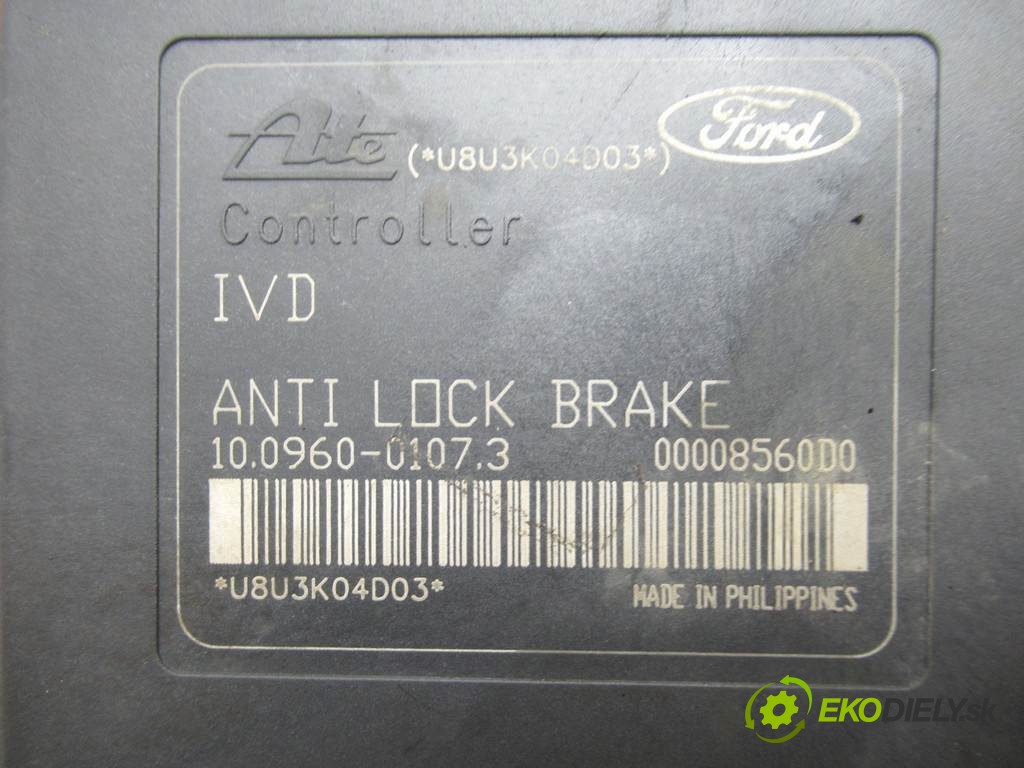 Ate (*U8U3K04D03*) Ford
Controller
IVD
ANTI LOCK BRAKE
10.0960-0107.3 00008560D0
*U8U3K04D03* MADE IN PHILIPPINES
EKODIELY.sk